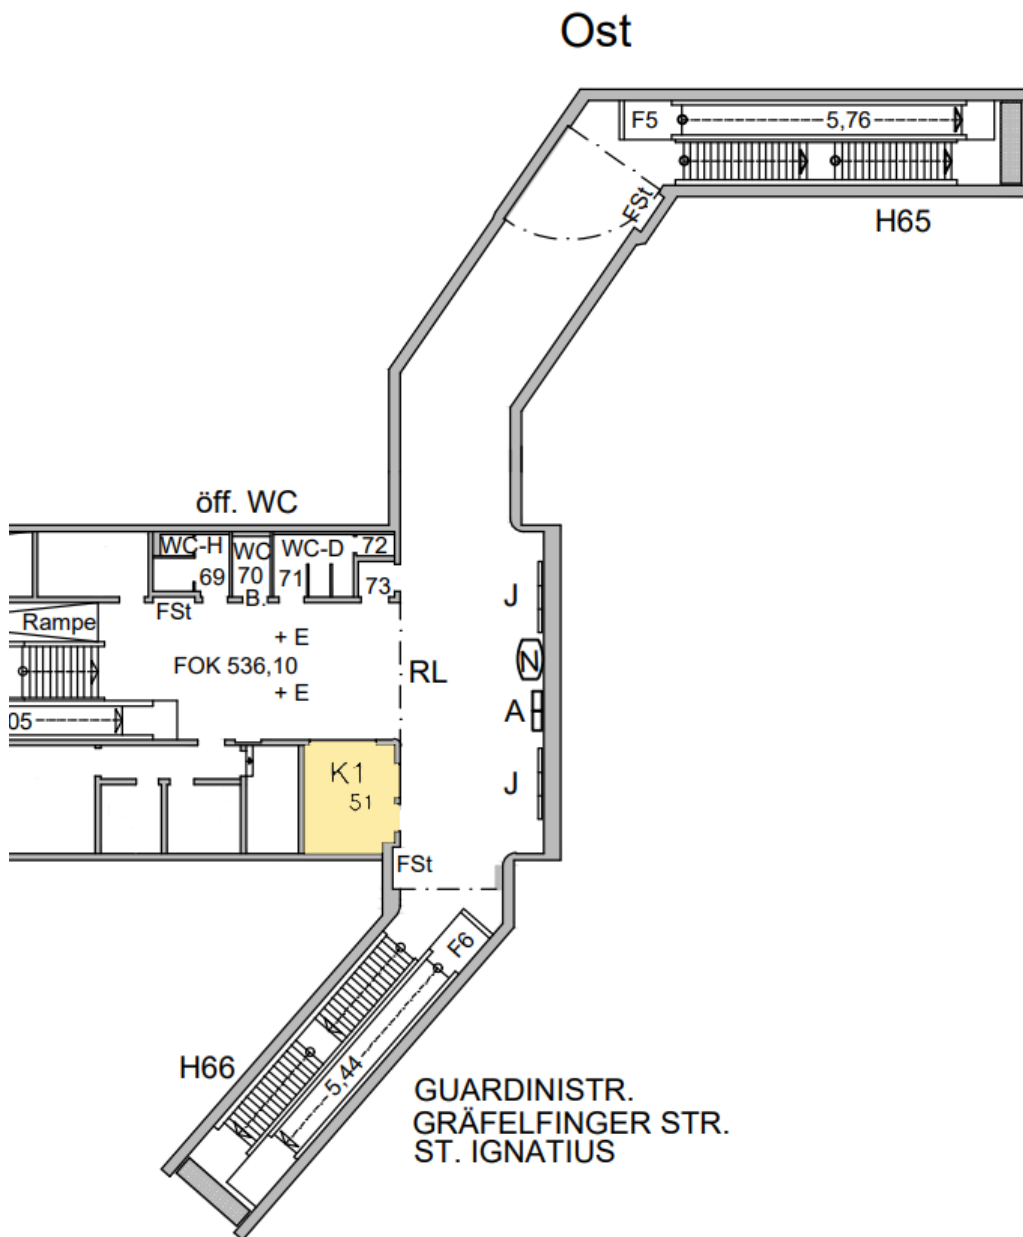 Ost
F5
5,76
FSt
H65
öff. WC
WC-H
WC
WC-D
72
69
70
71
73
B.
FSt
J
Rampe
+ E
FOK 536,10
RL
N
+ E
A
05
K1
51
J
FSt
F6
H66
5,44
GUARDINISTR.
GRÄFELFINGER STR.
ST. IGNATIUS